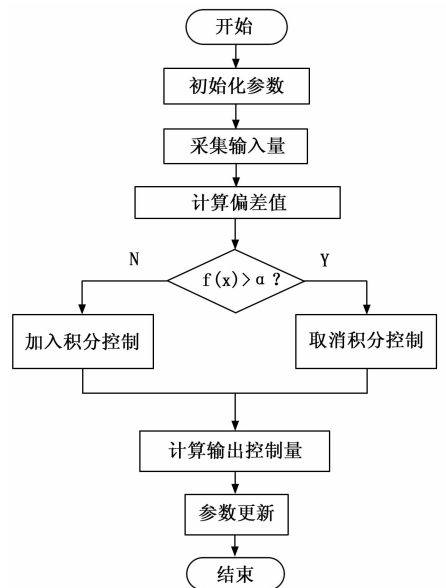 开始
初始化参数
采集输入量
计算偏差值
N
f(x)>α？
Y
加入积分控制
取消积分控制
计算输出控制量
参数更新
结束